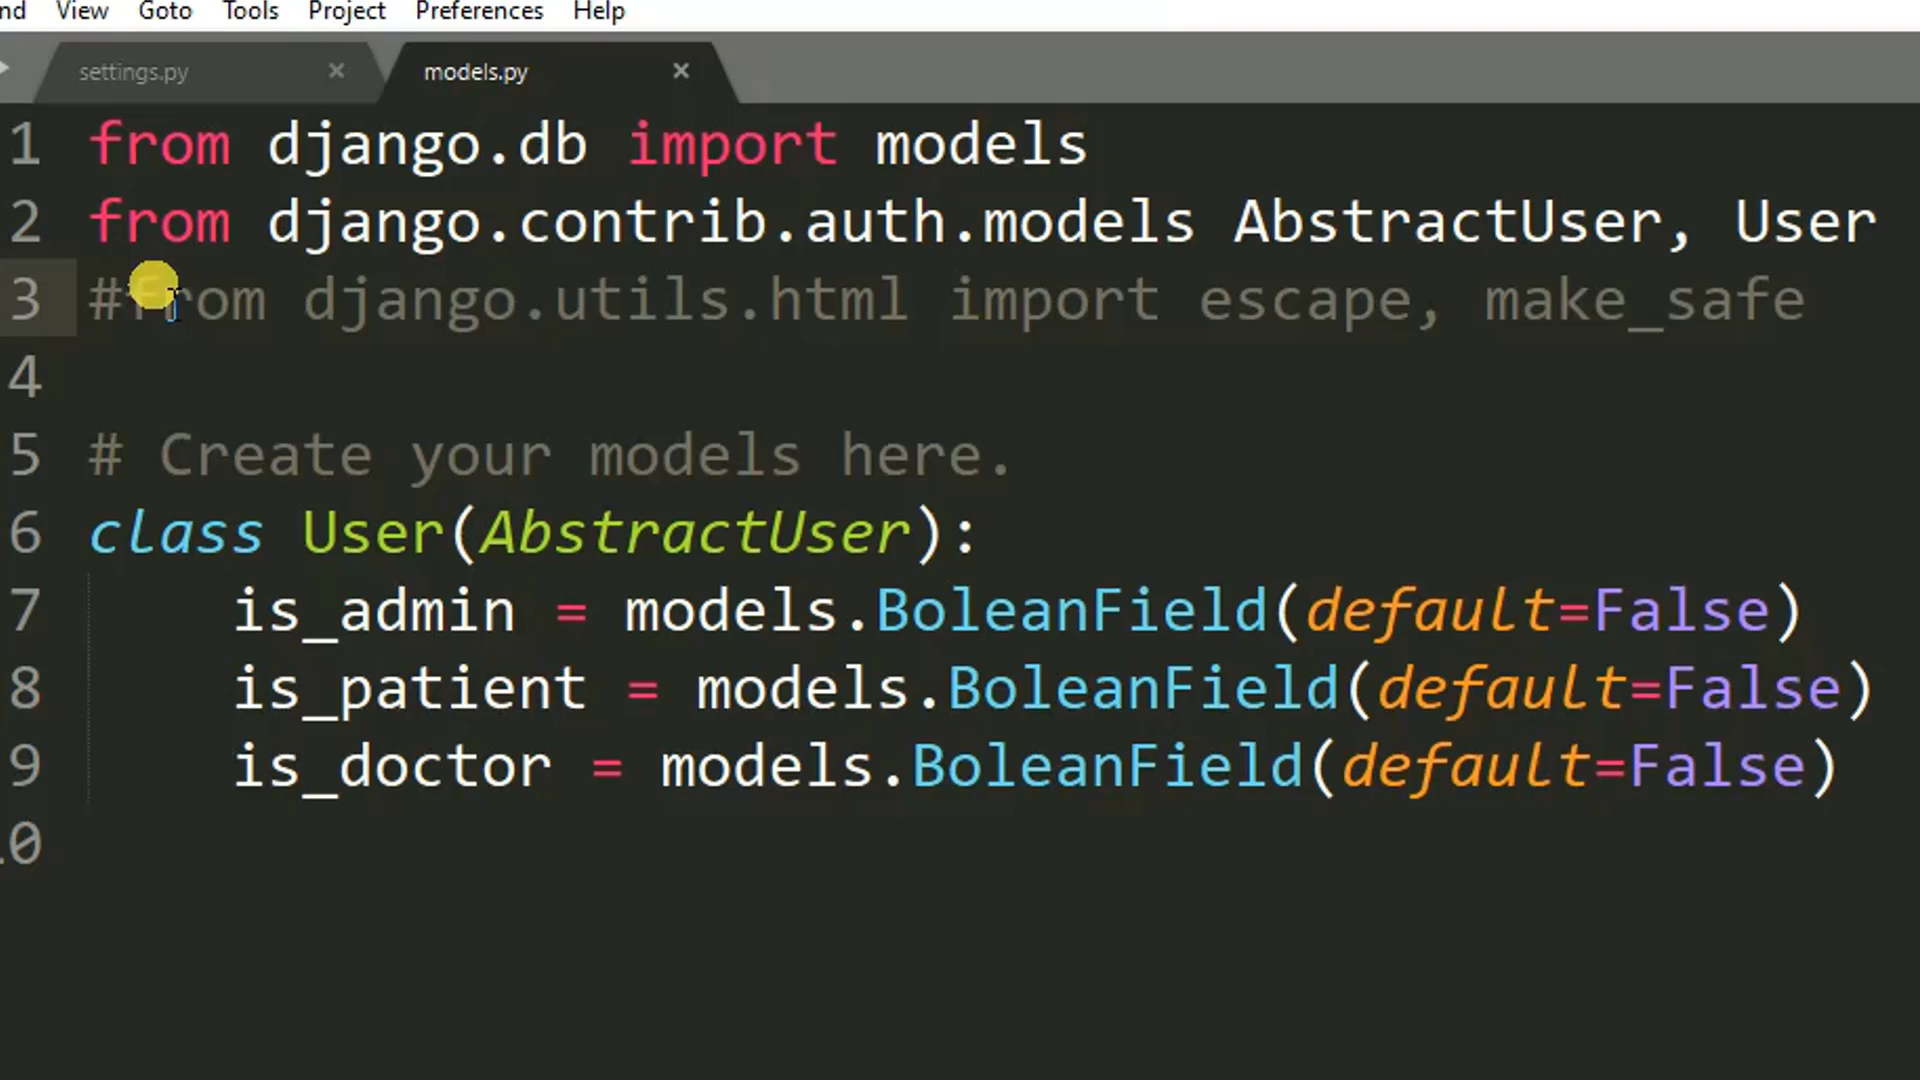 nd View Goto Tools Project Preferences Help
settings.py × models.py ×
1 from django.db import models
2 from django.contrib.auth.models AbstractUser, User
3 #from django.utils.html import escape, make_safe
4
5 # Create your models here.
6 class User(AbstractUser):
7 is_admin = models.BoleanField(default=False)
8 is_patient = models.BoleanField(default=False)
9 is_doctor = models.BoleanField(default=False)
10